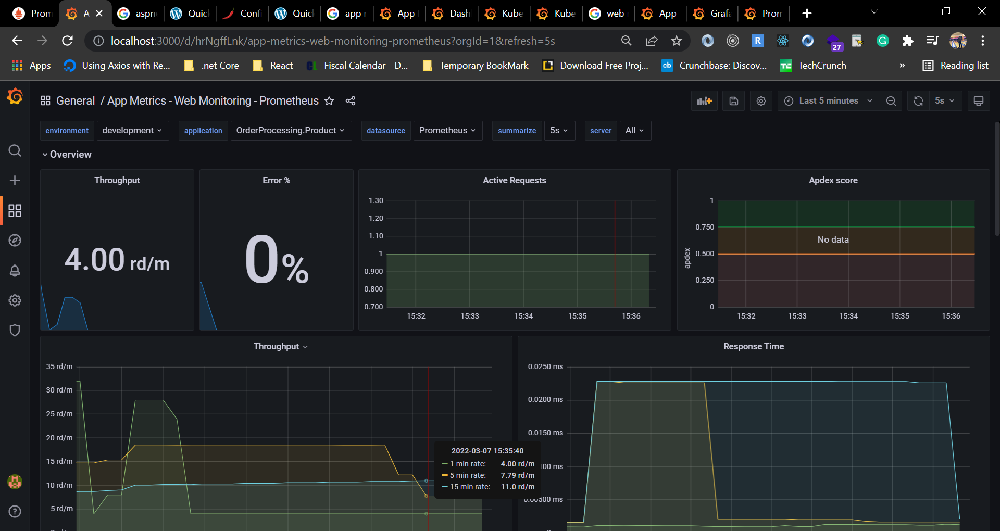 Prom
A
aspn
Quick
Confi
Quic
app r
App
Dash
Kube
Kube
web
App
Grafa
Prom
localhost:3000/d/hrNgffLnk/app-metrics-web-monitoring-prometheus?orgId=1&refresh=5s
R
27
G
Apps
Using Axios with Re...
.net Core
React
CL
Fiscal Calendar - D...
Temporary BookMark
Download Free Proj...
cb
Crunchbase: Discov...
TC
TechCrunch
»
Reading list
General / App Metrics - Web Monitoring - Prometheus
Last 5 minutes
5s
environment development
application OrderProcessing.Product
datasource Prometheus
summarize 5s
server All
Overview
Throughput
4.00 rd/m
Error %
0%
Active Requests
1.30
1.20
1.10
1
0.900
0.800
0.700
15:32 15:33 15:34 15:35 15:36
Apdex score
apdex
1
0.750
0.500
0.250
0
No data
15:32 15:33 15:34 15:35 15:36
Throughput
35 rd/m
30 rd/m
25 rd/m
20 rd/m
15 rd/m
10 rd/m
5 rd/m
2022-03-07 15:35:40
1 min rate: 4.00 rd/m
5 min rate: 7.79 rd/m
15 min rate: 11.0 rd/m
Response Time
0.0250 ms
0.0200 ms
0.0150 ms
00 ms
0.00500 ms